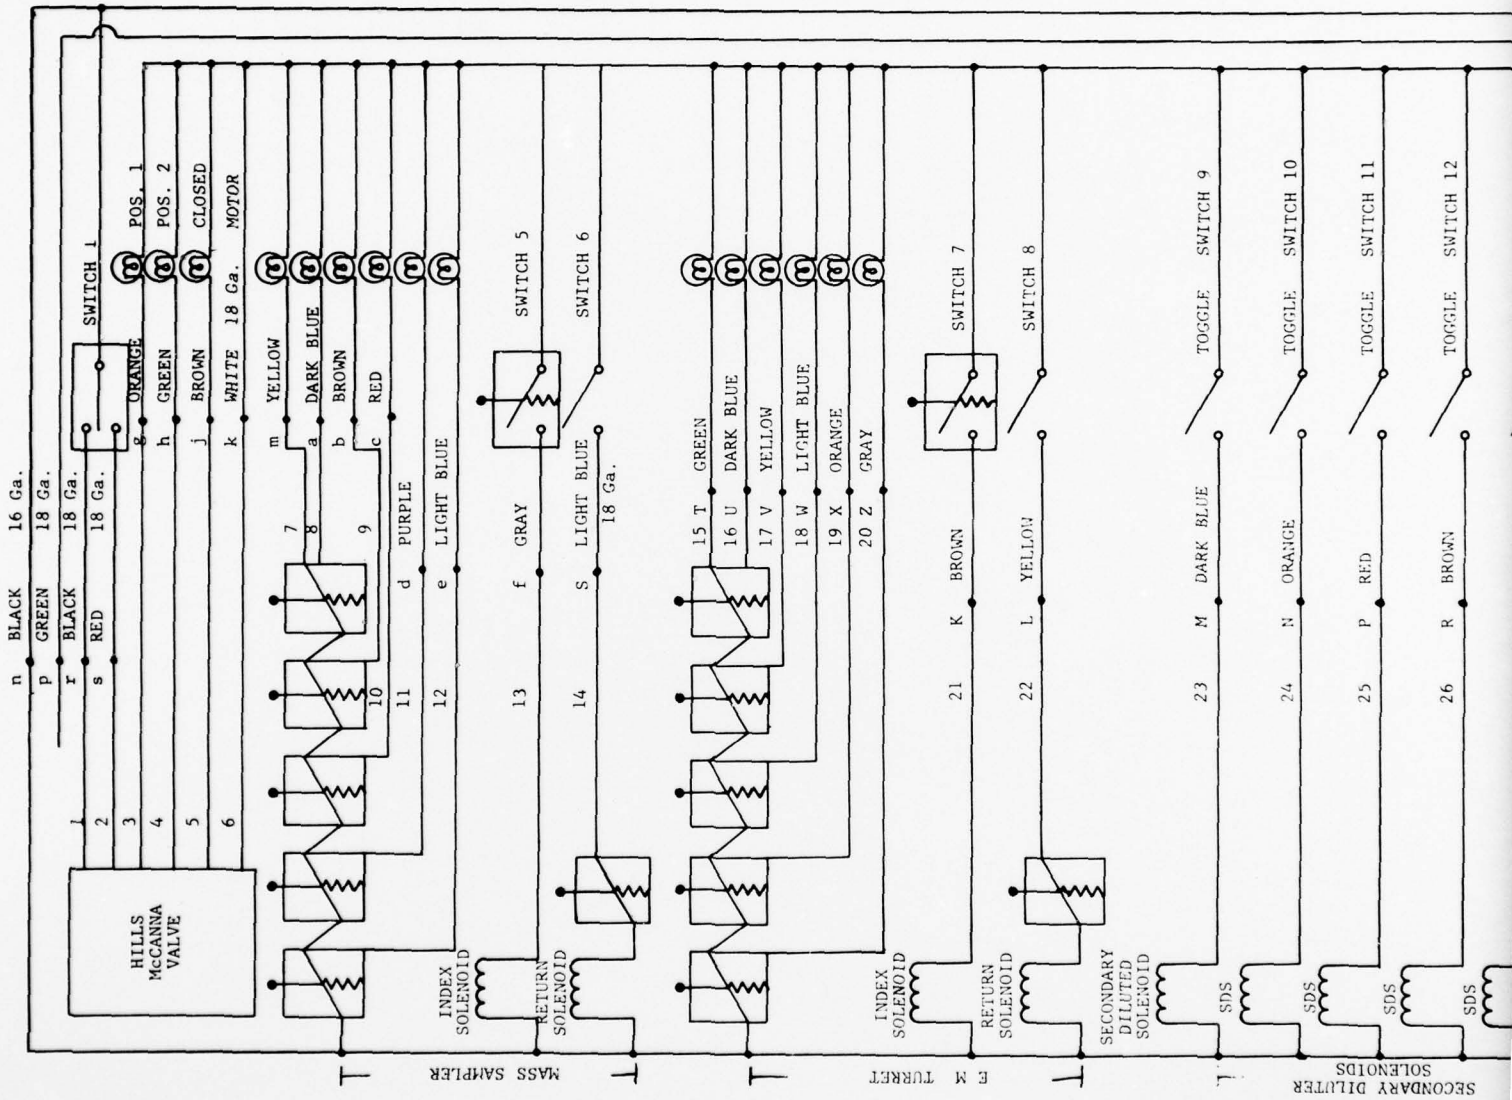 n BLACK 16 Ga.
p GREEN 18 Ga.
r BLACK 18 Ga.
s RED 18 Ga.
SWITCH 1
g ORANGE POS. 1
h GREEN POS. 2
j BROWN CLOSED
k WHITE 18 Ga. MOTOR
1
2
3
4
5
6
HILLS
McCANNA
VALVE
m YELLOW
a DARK BLUE
b BROWN
c RED
7
8
9
10
11 d PURPLE
12 e LIGHT BLUE
13 f GRAY SWITCH 5
14 S LIGHT BLUE SWITCH 6
18 Ga.
INDEX
SOLENOID
RETURN
SOLENOID
MASS SAMPLER
15 T GREEN
16 U DARK BLUE
17 V YELLOW
18 W LIGHT BLUE
19 X ORANGE
20 Z GRAY
21 K BROWN SWITCH 7
22 L YELLOW SWITCH 8
INDEX
SOLENOID
RETURN
SOLENOID
E M TURRET
23 M DARK BLUE TOGGLE SWITCH 9
24 N ORANGE TOGGLE SWITCH 10
25 P RED TOGGLE SWITCH 11
26 R BROWN TOGGLE SWITCH 12
SECONDARY
DILUTED
SOLENOID
SDS
SDS
SDS
SDS
SECONDARY DILUTER
SOLENOIDS